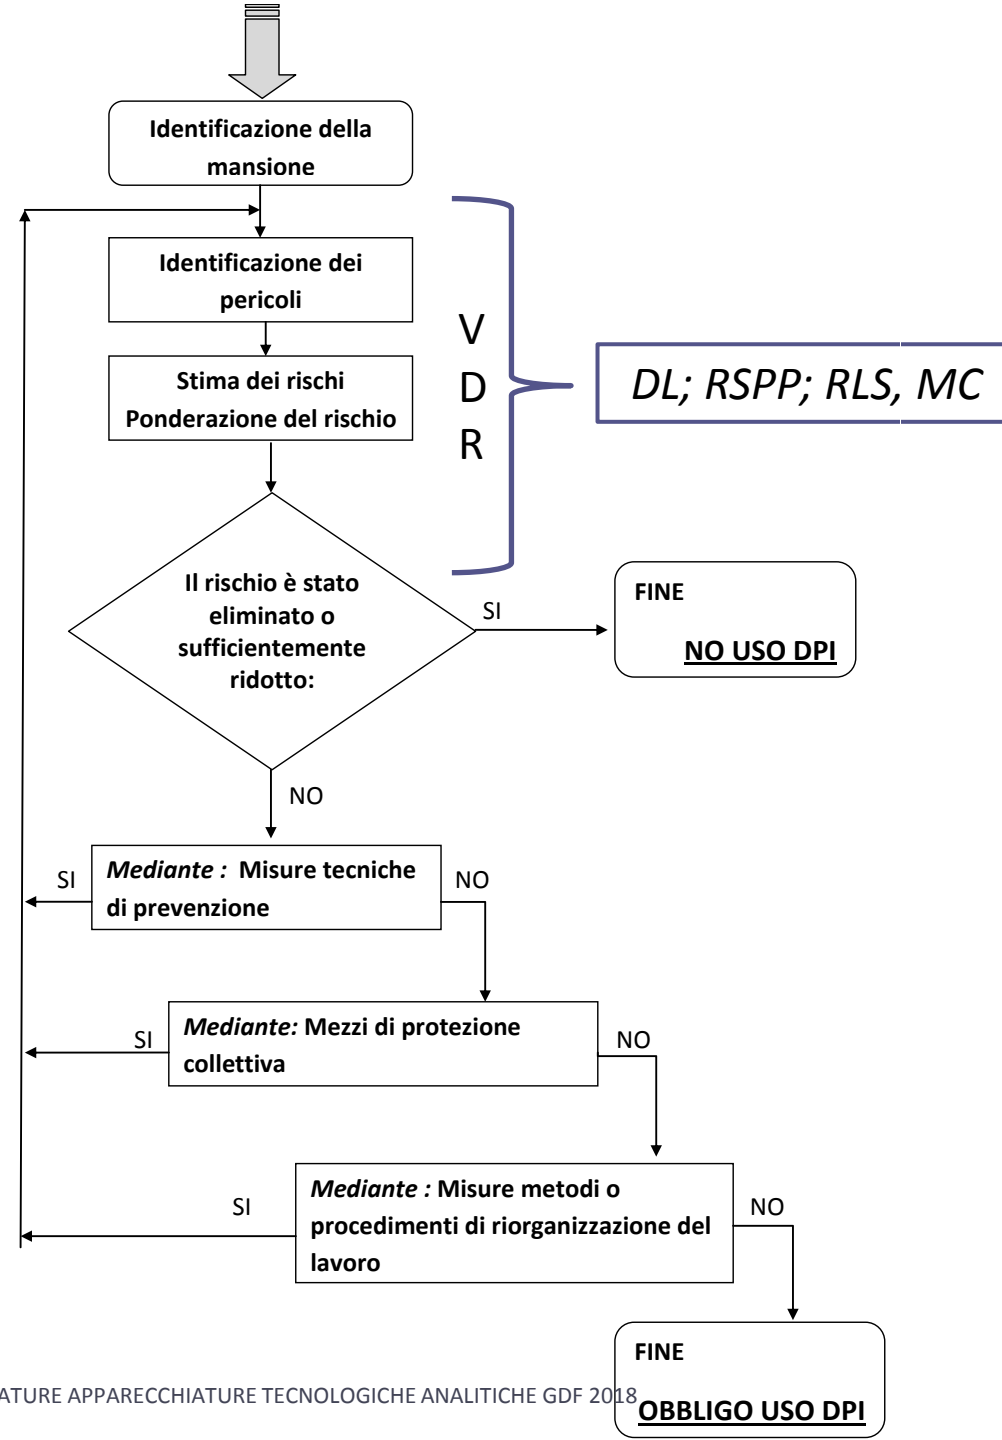 Identificazione della
mansione
Identificazione dei
pericoli
Stima dei rischi
Ponderazione del rischio
V
D
R
DL; RSPP; RLS, MC
Il rischio è stato
eliminato o
sufficientemente
ridotto:
SI
FINE
NO USO DPI
NO
SI
Mediante : Misure tecniche
di prevenzione
NO
SI
Mediante: Mezzi di protezione
collettiva
NO
SI
Mediante : Misure metodi o
procedimenti di riorganizzazione del
lavoro
NO
FINE
OBBLIGO USO DPI
ATURE APPARECCHIATURE TECNOLOGICHE ANALITICHE GDF 2018